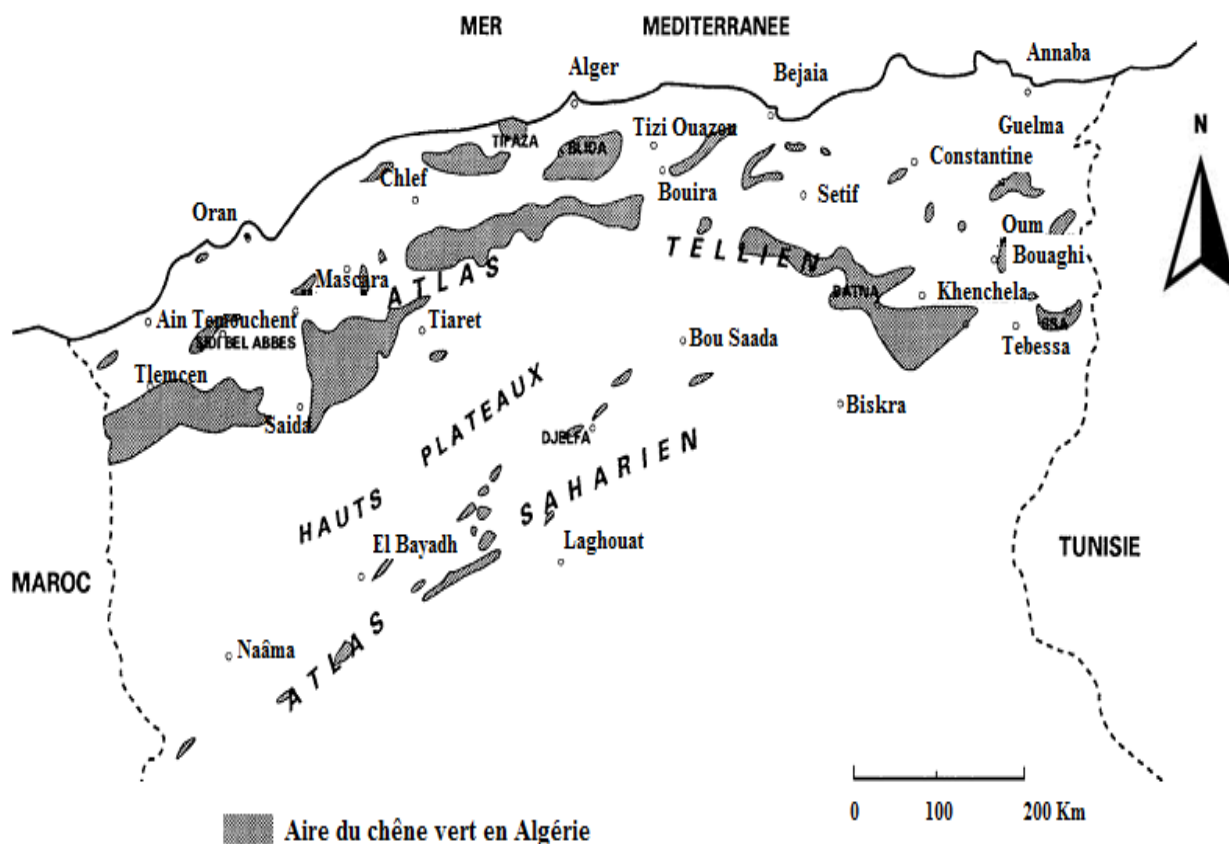 MER MEDITERRANEE
Annaba
Alger
Bejaia
Guelma
N
Tizi Ouazou
TIPAZA
BLIDA
Constantine
Chlef
Bouira
Setif
Oran
Oum
Bouaghi
TELLIEN
Mascara
ATLAS
BATNA
Khenchela
Ain Temouchent
SIDI BEL ABBES
Tiaret
Bou Saada
Tebessa
Tlemcen
Biskra
Saida
HAUTS PLATEAUX
DJELFA
SAHARIEN
El Bayadh
Laghouat
TUNISIE
MAROC
Naâma
ATLAS
0 100 200 Km
Aire du chêne vert en Algérie